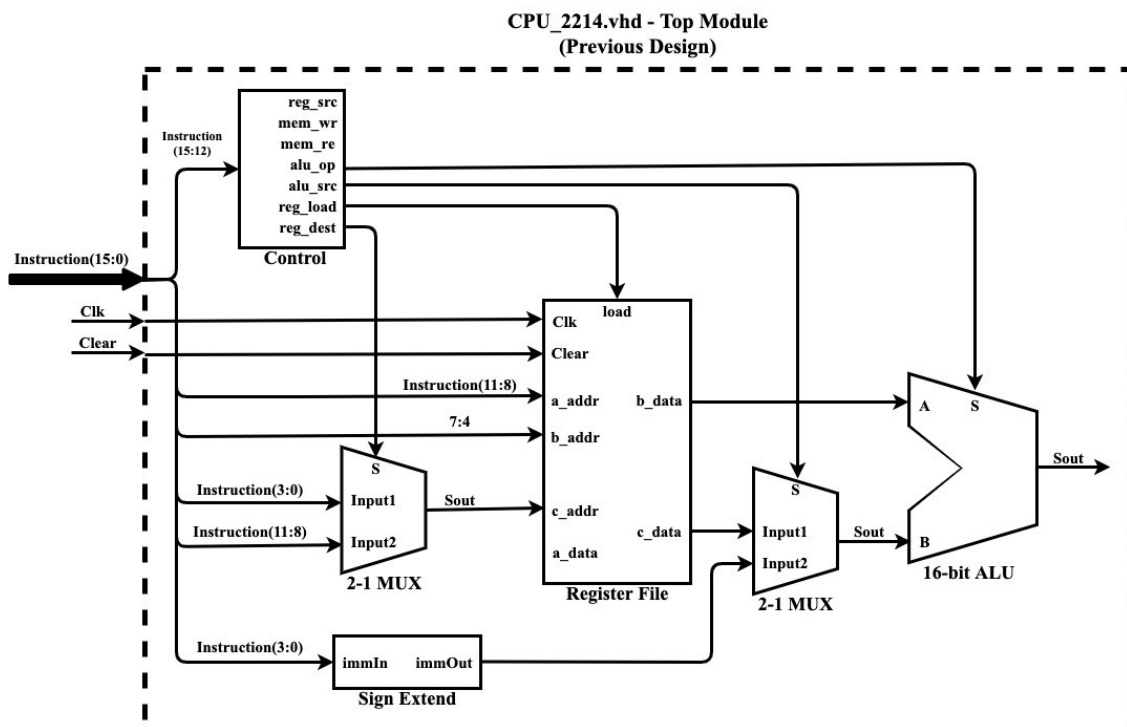 CPU_2214.vhd - Top Module
(Previous Design)
Instruction
(15:12)
reg_src
mem_wr
mem_re
alu_op
alu_src
reg_load
reg_dest
Control
Instruction(15:0)
Clk
Clear
load
Clk
Clear
Instruction(11:8)
a_addr
b_data
7:4
b_addr
A
S
Sout
S
Instruction(3:0)
Input1
Sout
Instruction(11:8)
Input2
2-1 MUX
c_addr
c_data
a_data
Register File
S
Input1
Sout
Input2
2-1 MUX
B
16-bit ALU
Instruction(3:0)
immIn
immOut
Sign Extend